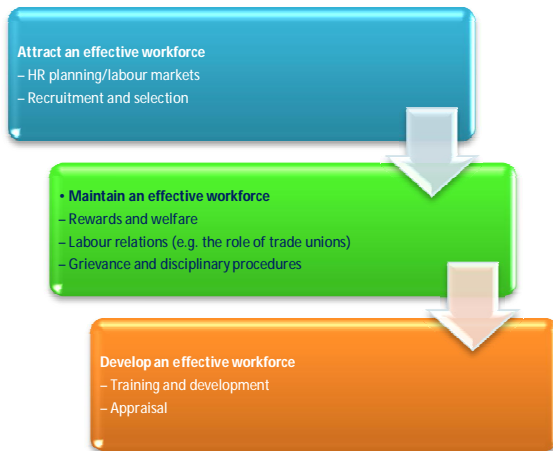 Attract an effective workforce
– HR planning/labour markets
– Recruitment and selection
• Maintain an effective workforce
– Rewards and welfare
– Labour relations (e.g. the role of trade unions)
– Grievance and disciplinary procedures
Develop an effective workforce
– Training and development
– Appraisal